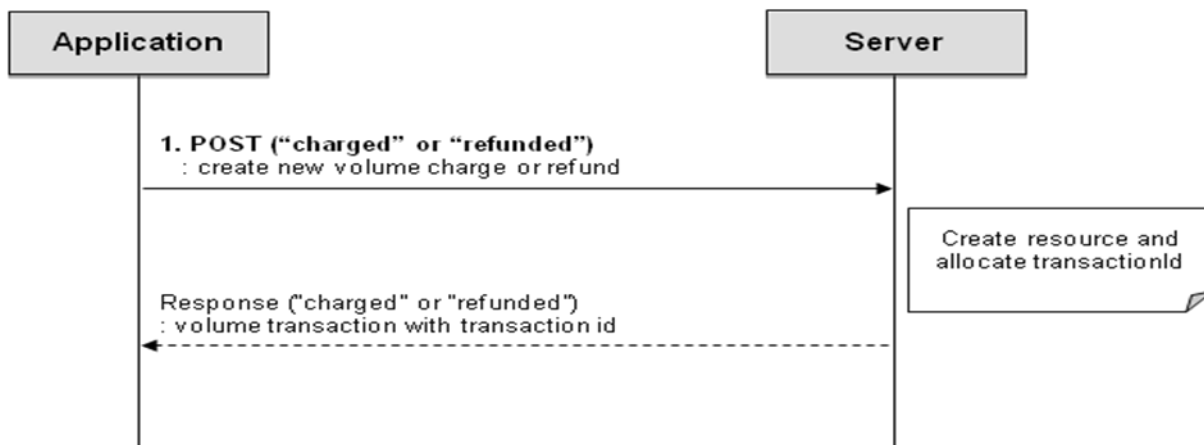 Application
Server
1. POST (“charged” or “refunded”)
: create new volume charge or refund
Create resource and
allocate transactionId
Response ("charged" or "refunded")
: volume transaction with transaction id